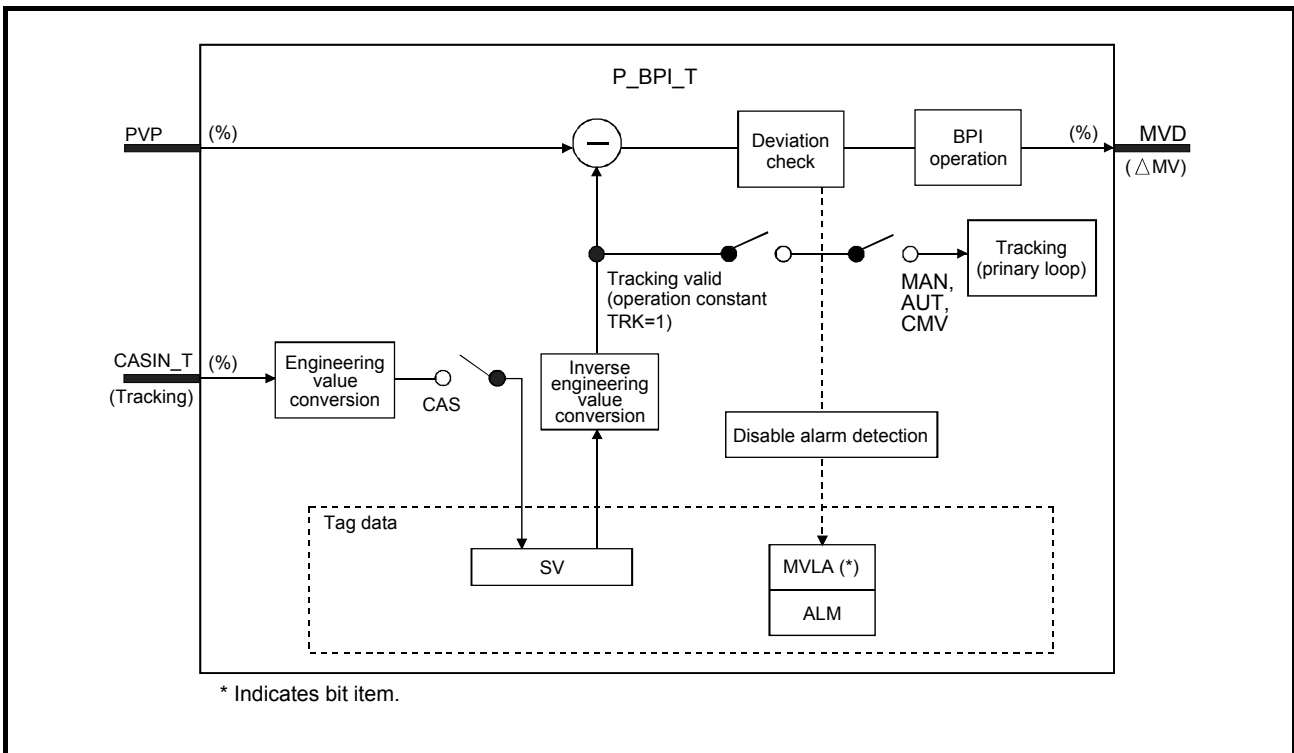 P_BPI_T
PVP
(%)
−
Deviation
check
BPI
operation
(%)
MVD
(△MV)
Tracking valid
(operation constant
TRK=1)
MAN,
AUT,
CMV
Tracking
(primary loop)
CASIN_T
(%)
(Tracking)
Engineering
value
conversion
CAS
Inverse
engineering
value
conversion
Disable alarm detection
Tag data
SV
MVLA (*)
ALM
* Indicates bit item.